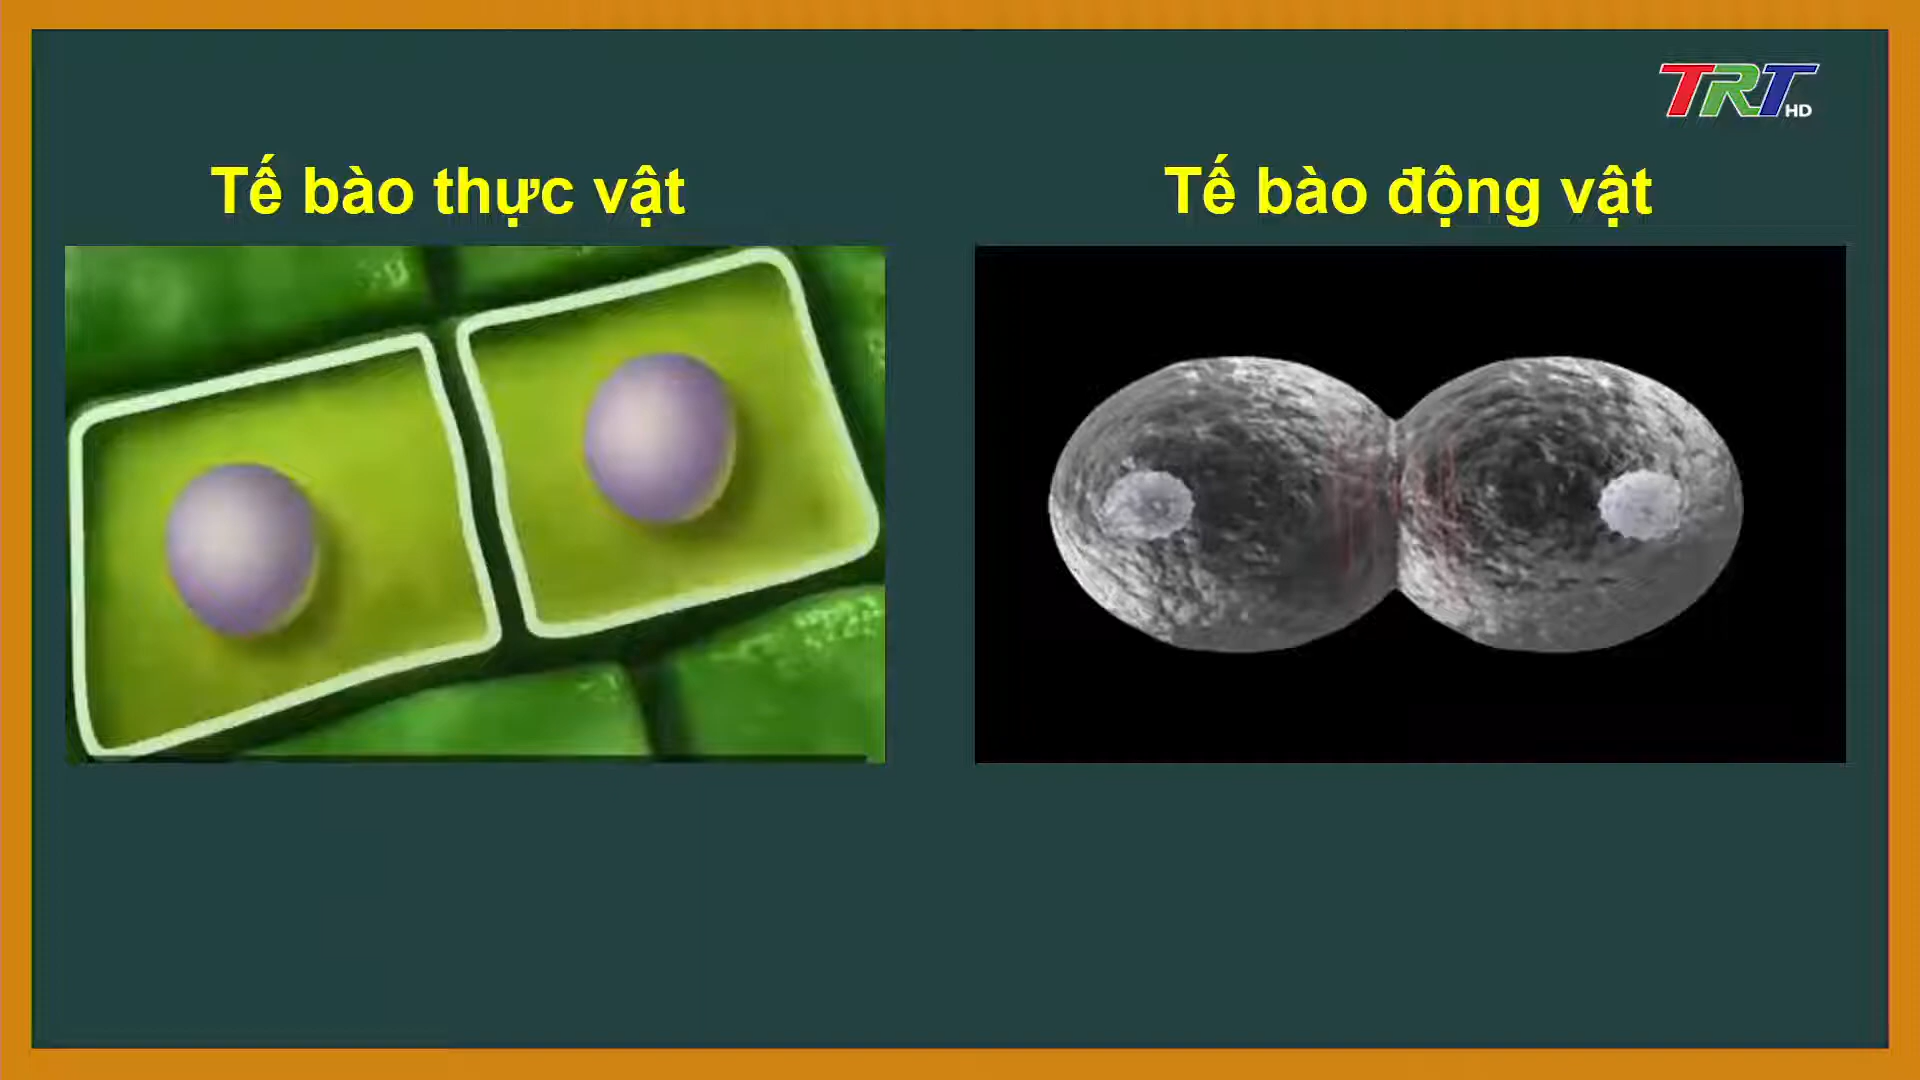 TRT HD
Tế bào thực vật
Tế bào động vật